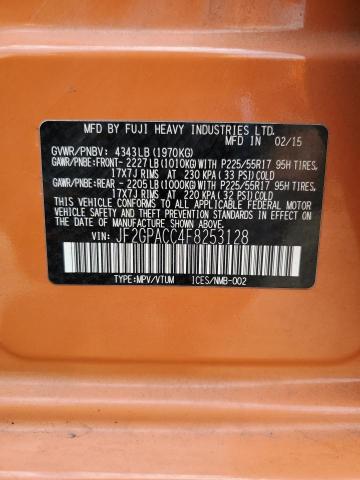 MFD BY FUJI HEAVY INDUSTRIES LTD.
MFD IN 02/15
GVWR/PNBV: 4343LB (1970KG)
GAWR/PNBE:FRONT- 2227LB (1010KG) WITH P225/55R17 95H TIRES,
17X7J RIMS AT 230 KPA ( 33 PSI) COLD
GAWR/PNBE:REAR - 2205LB (1000KG) WITH P225/55R17 95H TIRES,
17X7J RIMS AT 220 KPA ( 32 PSI) COLD
THIS VEHICLE CONFORMS TO ALL APPLICABLE FEDERAL MOTOR
VEHICLE SAFETY STANDARDS IN EFFECT ON THE
DATE OF MANUFACTURE SHOWN ABOVE.
VIN: JF2GPACC4F8253128
TYPE:MPV/VTUM ICES/NMB-002